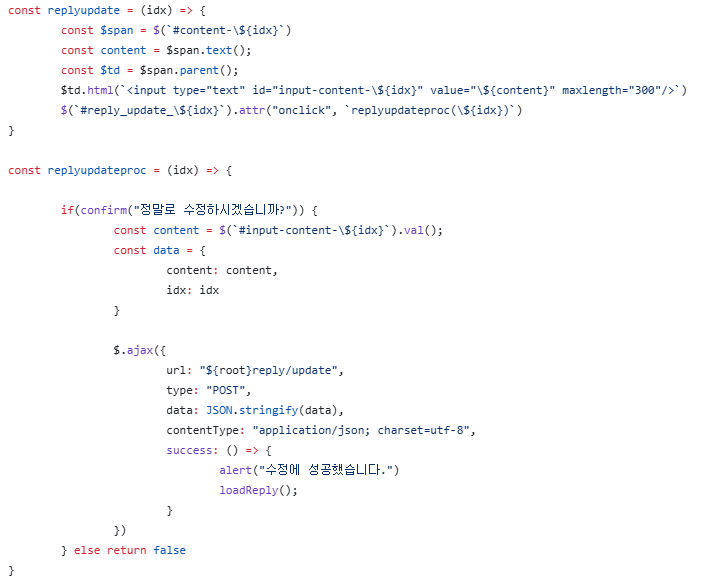 const replyupdate = (idx) => {
        const $span = $(`#content-\${idx}`)
        const content = $span.text();
        const $td = $span.parent();
        $td.html(`<input type="text" id="input-content-\${idx}" value="\${content}" maxlength="300"/>`)
        $(`#reply_update_\${idx}`).attr("onclick", `replyupdateproc(\${idx})`)
}

const replyupdateproc = (idx) => {

        if(confirm("정말로 수정하시겠습니까?")) {
                const content = $(`#input-content-\${idx}`).val();
                const data = {
                        content: content,
                        idx: idx
                }

                $.ajax({
                        url: "${root}reply/update",
                        type: "POST",
                        data: JSON.stringify(data),
                        contentType: "application/json; charset=utf-8",
                        success: () => {
                                alert("수정에 성공했습니다.")
                                loadReply();
                        }
                })
        } else return false
}